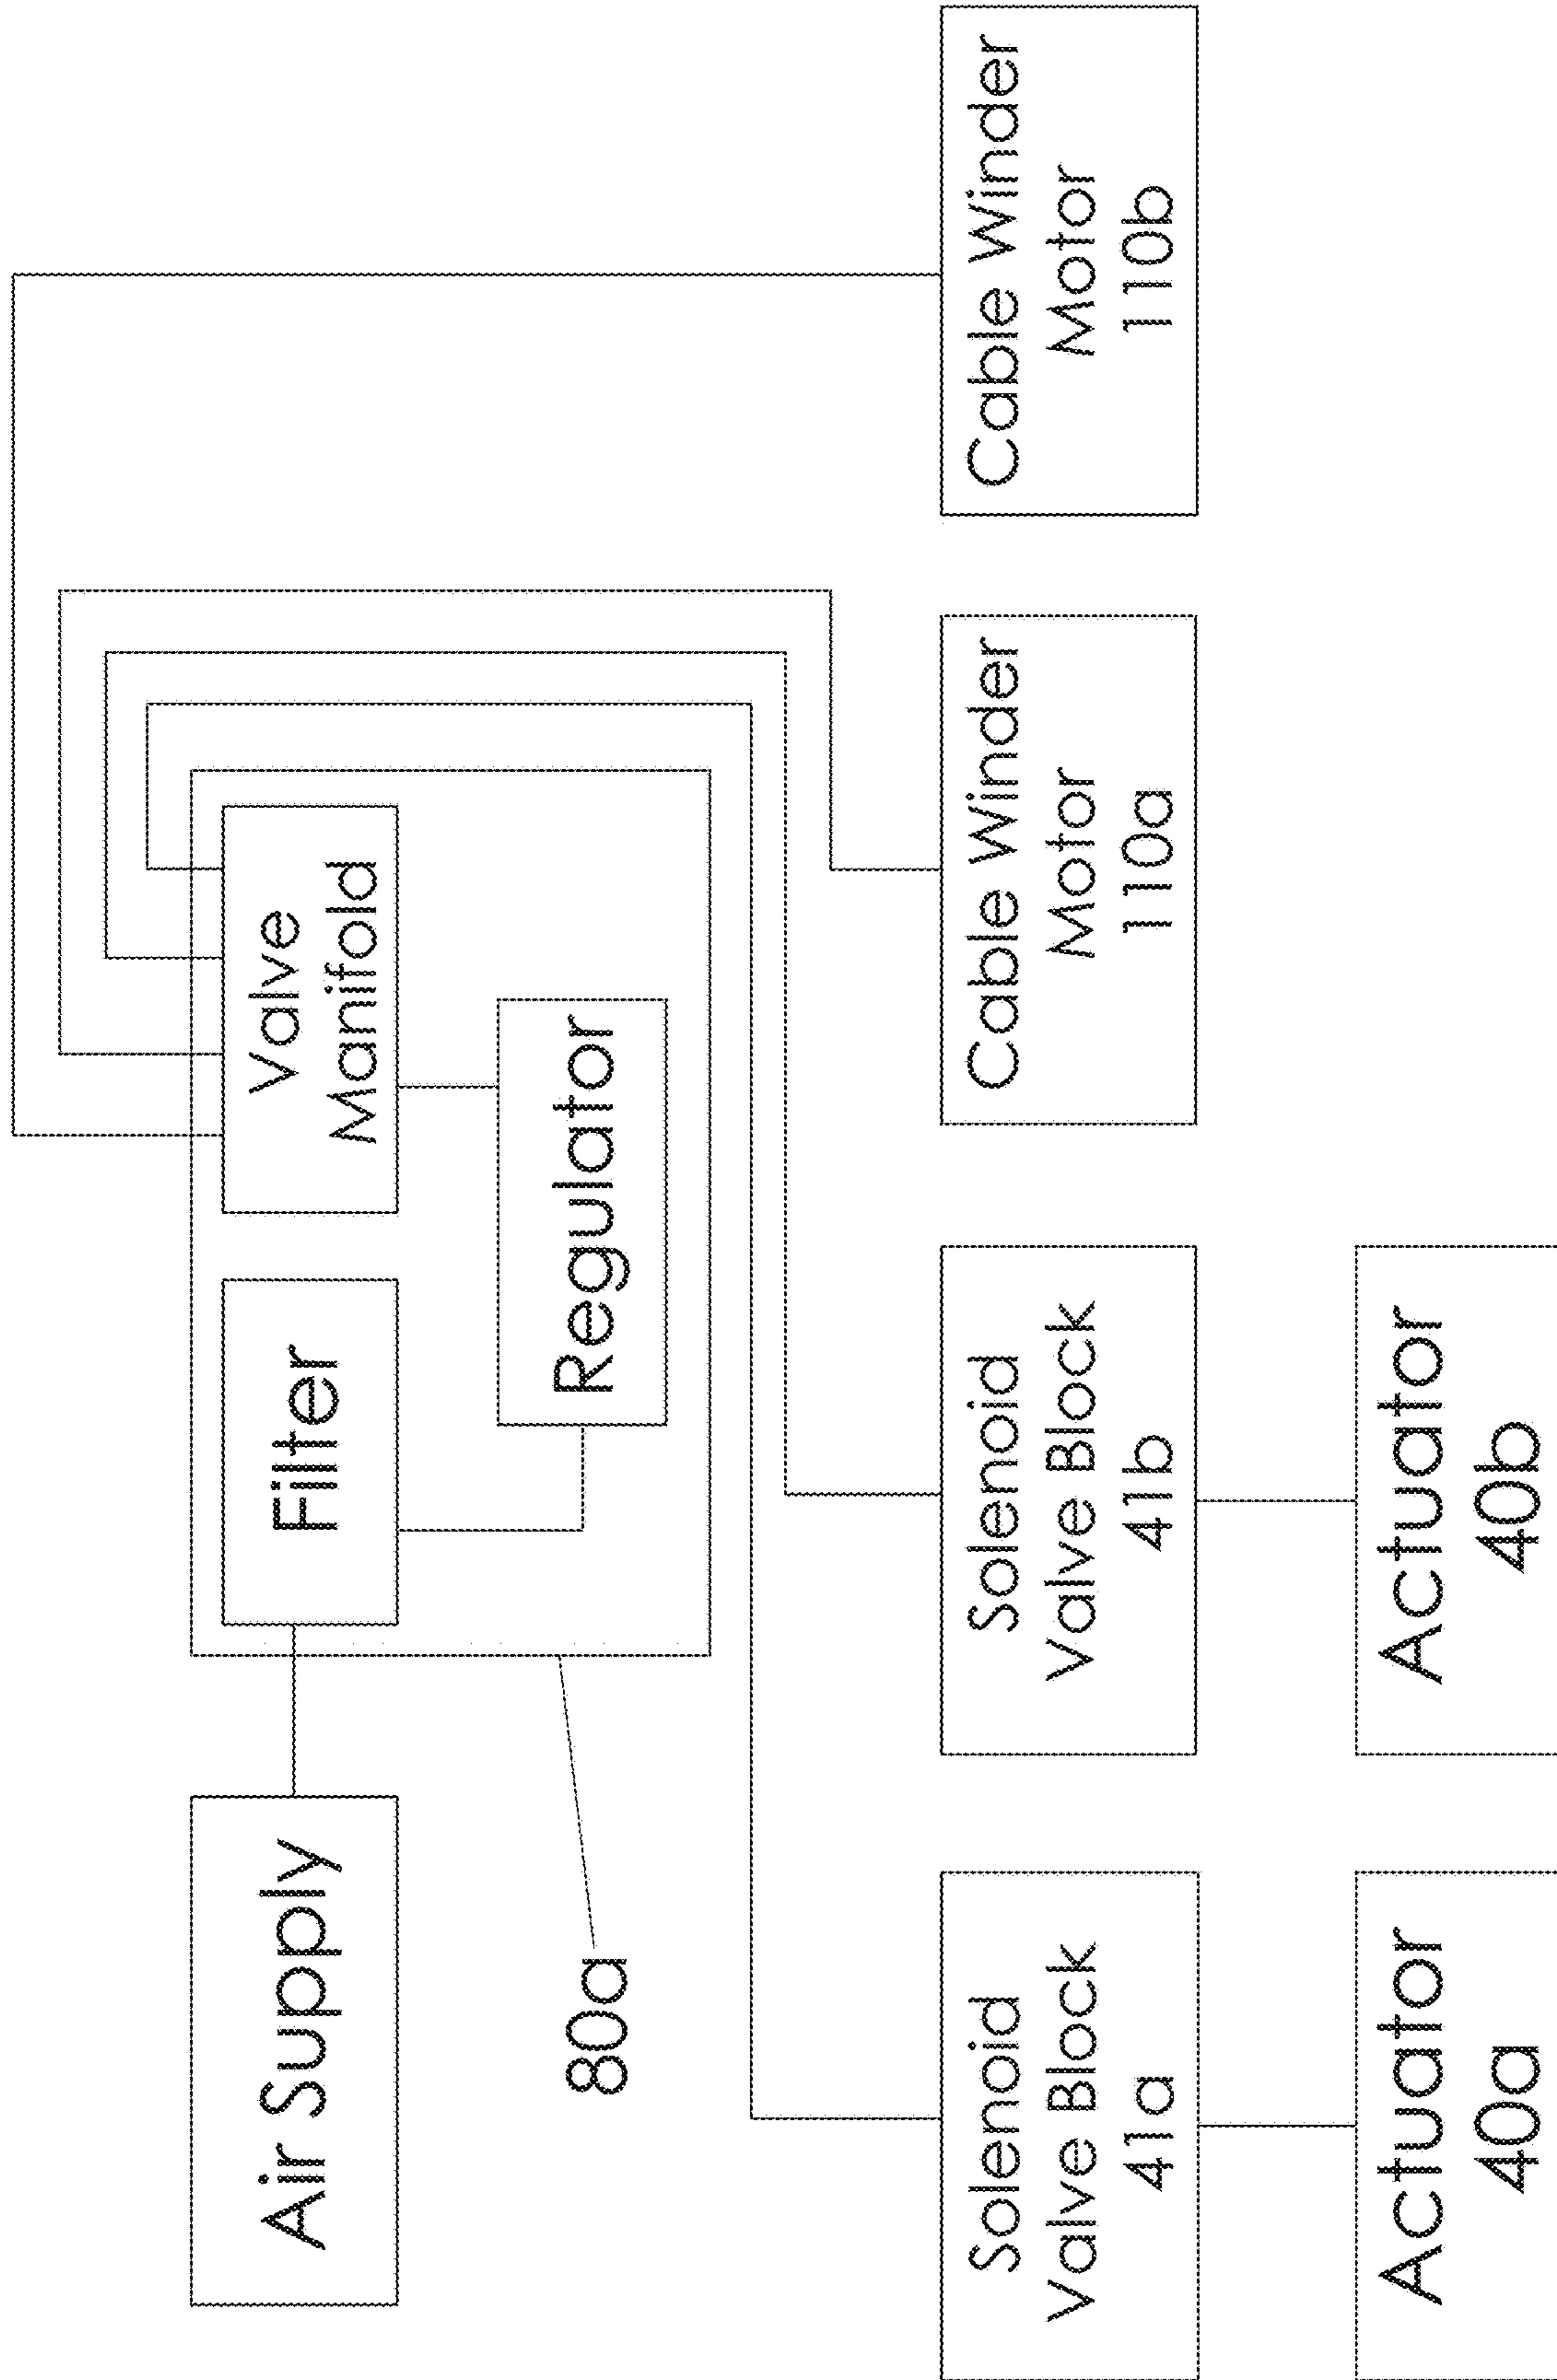 Air Supply
Filter
Valve
Manifold
Regulator
80a
Solenoid
Valve Block
41a
Solenoid
Valve Block
41b
Cable Winder
Motor
110a
Cable Winder
Motor
110b
Actuator
40a
Actuator
40b